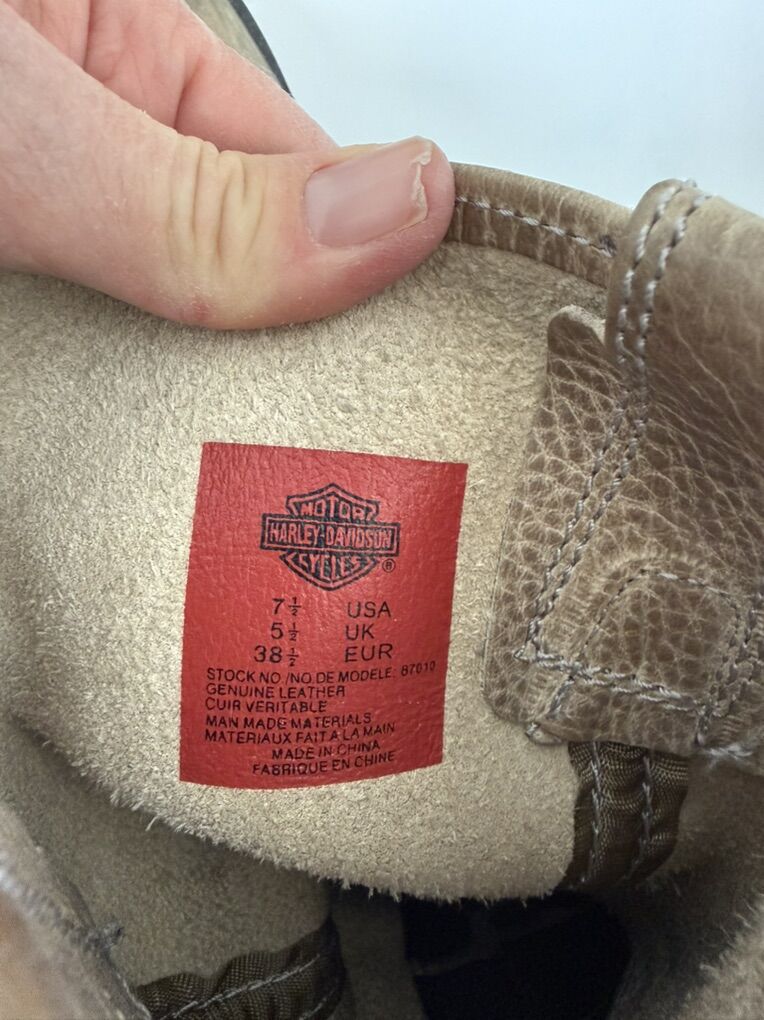 MOTOR
HARLEY-DAVIDSON
CYCLES ®
7½ USA
5½ UK
38½ EUR
STOCK NO./NO.DE MODELE: 87010
GENUINE LEATHER
CUIR VERITABLE
MAN MADE MATERIALS
MATERIAUX FAIT A LA MAIN
MADE IN CHINA
FABRIQUE EN CHINE